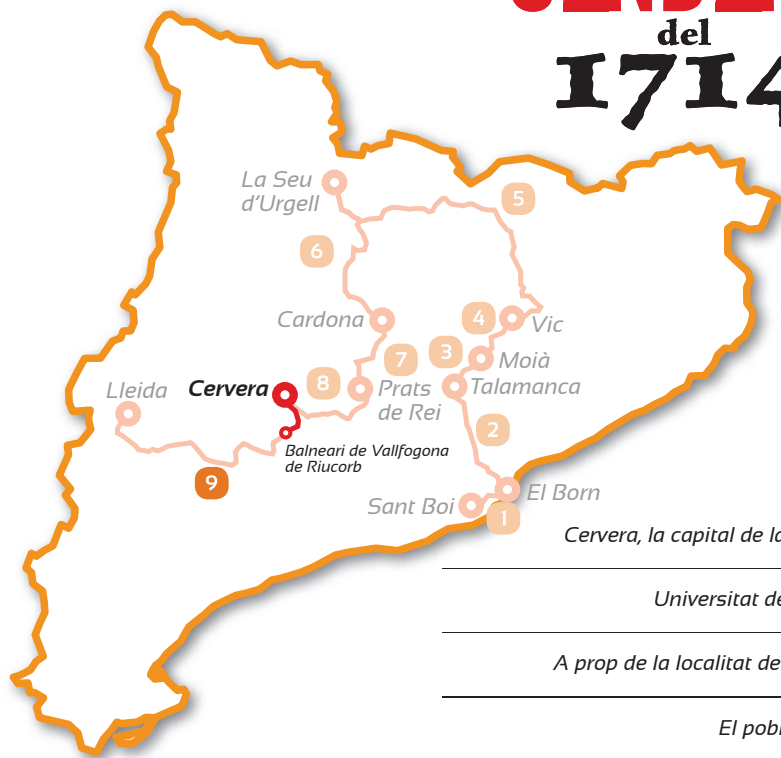 del
1714
La Seu
d'Urgell
5
6
Cardona
4
Vic
3
7
Moià
Lleida
Cervera
8
Prats
de Rei
Talamanca
2
Balneari de Vallfogona
de Riucorb
9
Sant Boi
El Born
1
Cervera, la capital de la
Universitat de
A prop de la localitat de
El pobl